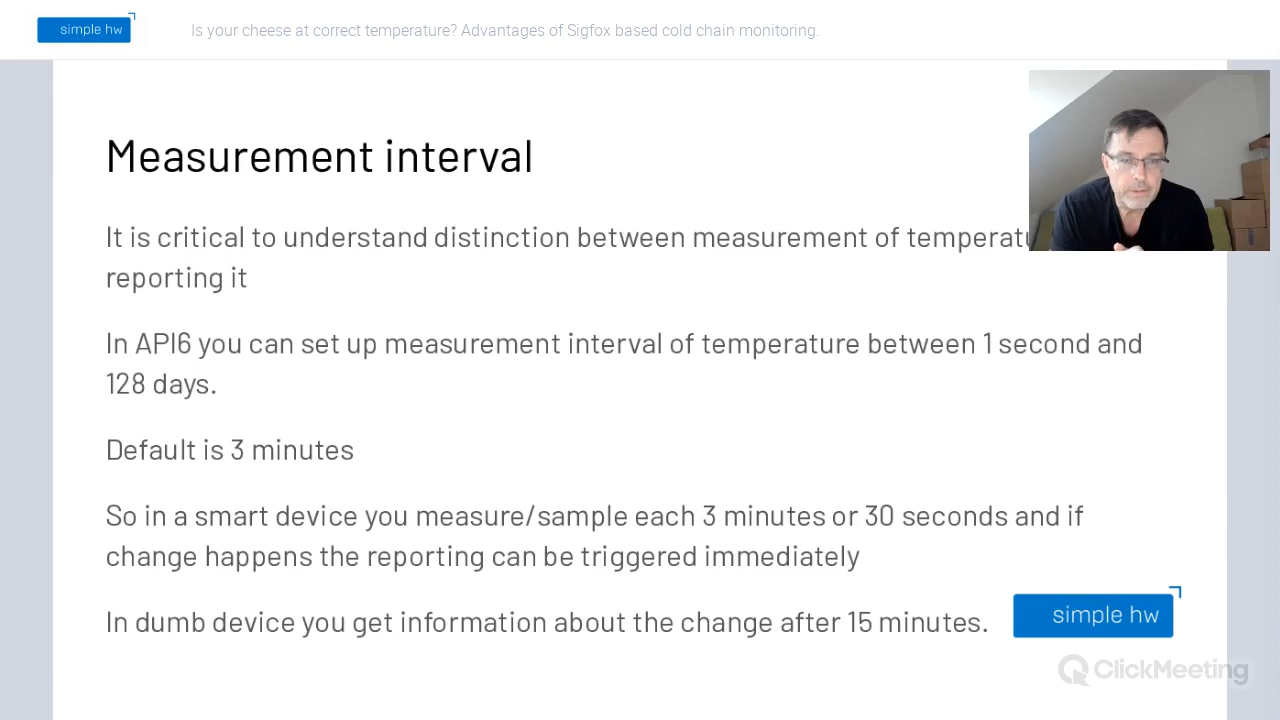 simple hw
Is your cheese at correct temperature? Advantages of Sigfox based cold chain monitoring.
Measurement interval
It is critical to understand distinction between measurement of
reporting it
In API6 you can set up measurement interval of temperature between 1 second and
128 days.
Default is 3 minutes
So in a smart device you measure/sample each 3 minutes or 30 seconds and if
change happens the reporting can be triggered immediately
In dumb device you get information about the change after 15 minutes.
simple hw
ClickMeeting